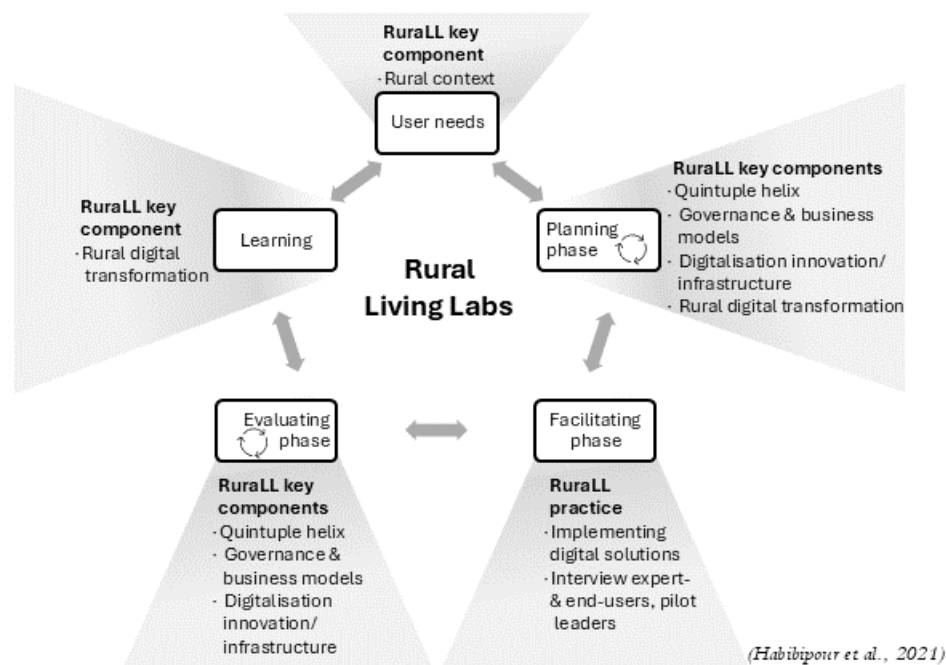 RuraLL key
component
· Rural context
User needs
RuraLL key
component
· Rural digital
transformation
Learning
Planning
phase
RuraLL key components
· Quintuple helix
· Governance & business
models
· Digitalisation innovation/
infrastructure
· Rural digital transformation
Rural
Living Labs
Evaluating
phase
Facilitating
phase
RuraLL key
components
· Quintuple helix
· Governance &
business models
· Digitalisation
innovation/
infrastructure
RuraLL
practice
· Implementing
digital solutions
· Interview expert-
& end-users, pilot
leaders
(Habibipour et al., 2021)